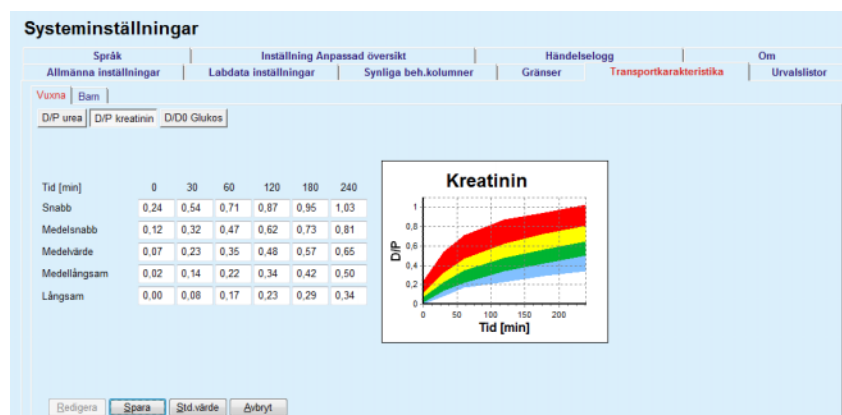 Systeminställningar
Språk Inställning Anpassad översikt Händelselogg Om
Allmänna inställningar Labdata inställningar Synliga beh.kolumner Gränser Transportkarakteristika Urvalslistor
Vuxna Barn
D/P urea D/P kreatinin D/D0 Glukos
Tid [min] 0 30 60 120 180 240
Snabb 0,24 0,54 0,71 0,87 0,95 1,03
Medelsnabb 0,12 0,32 0,47 0,62 0,73 0,81
Medelvärde 0,07 0,23 0,35 0,48 0,57 0,65
Medellångsam 0,02 0,14 0,22 0,34 0,42 0,50
Långsam 0,00 0,08 0,17 0,23 0,29 0,34
Kreatinin
D/P
1
0,8
0,6
0,4
0,2
0
0 50 100 150 200
Tid [min]
Redigera Spara Std.värde Avbryt